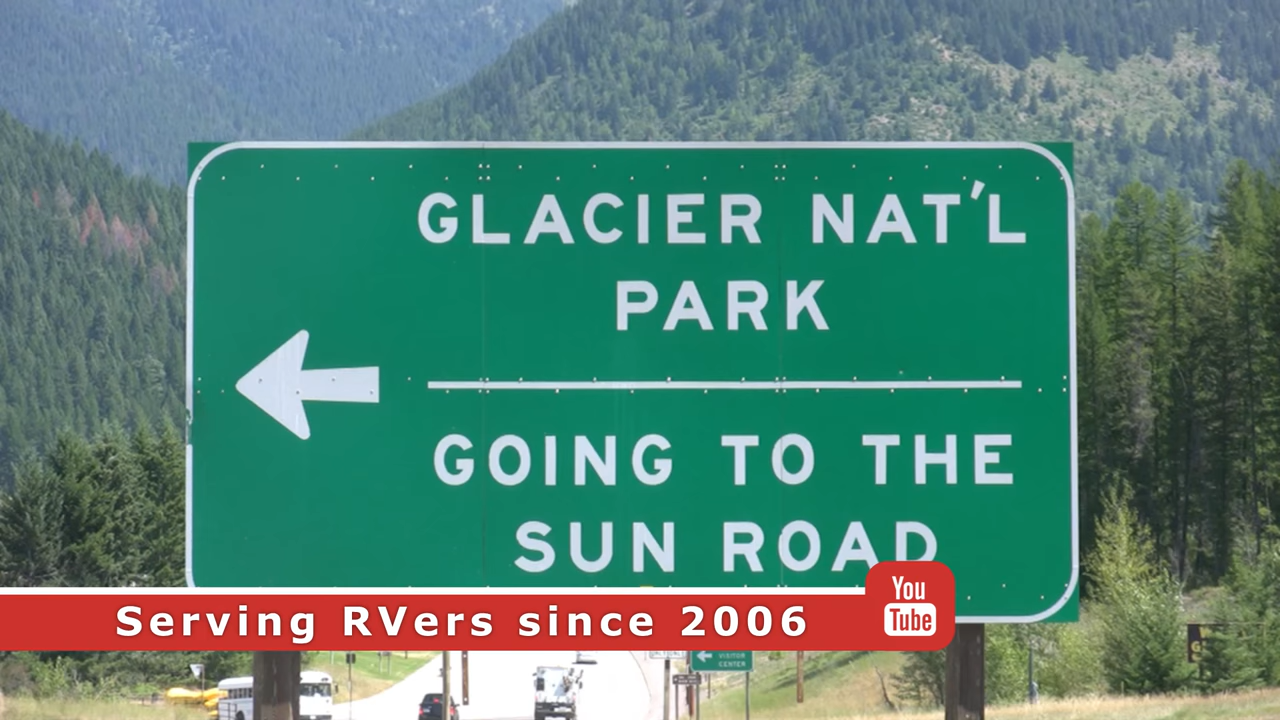 GLACIER NAT'L
PARK
GOING TO THE
SUN ROAD
Serving RVers since 2006
You
Tube
VISITOR
CENTER